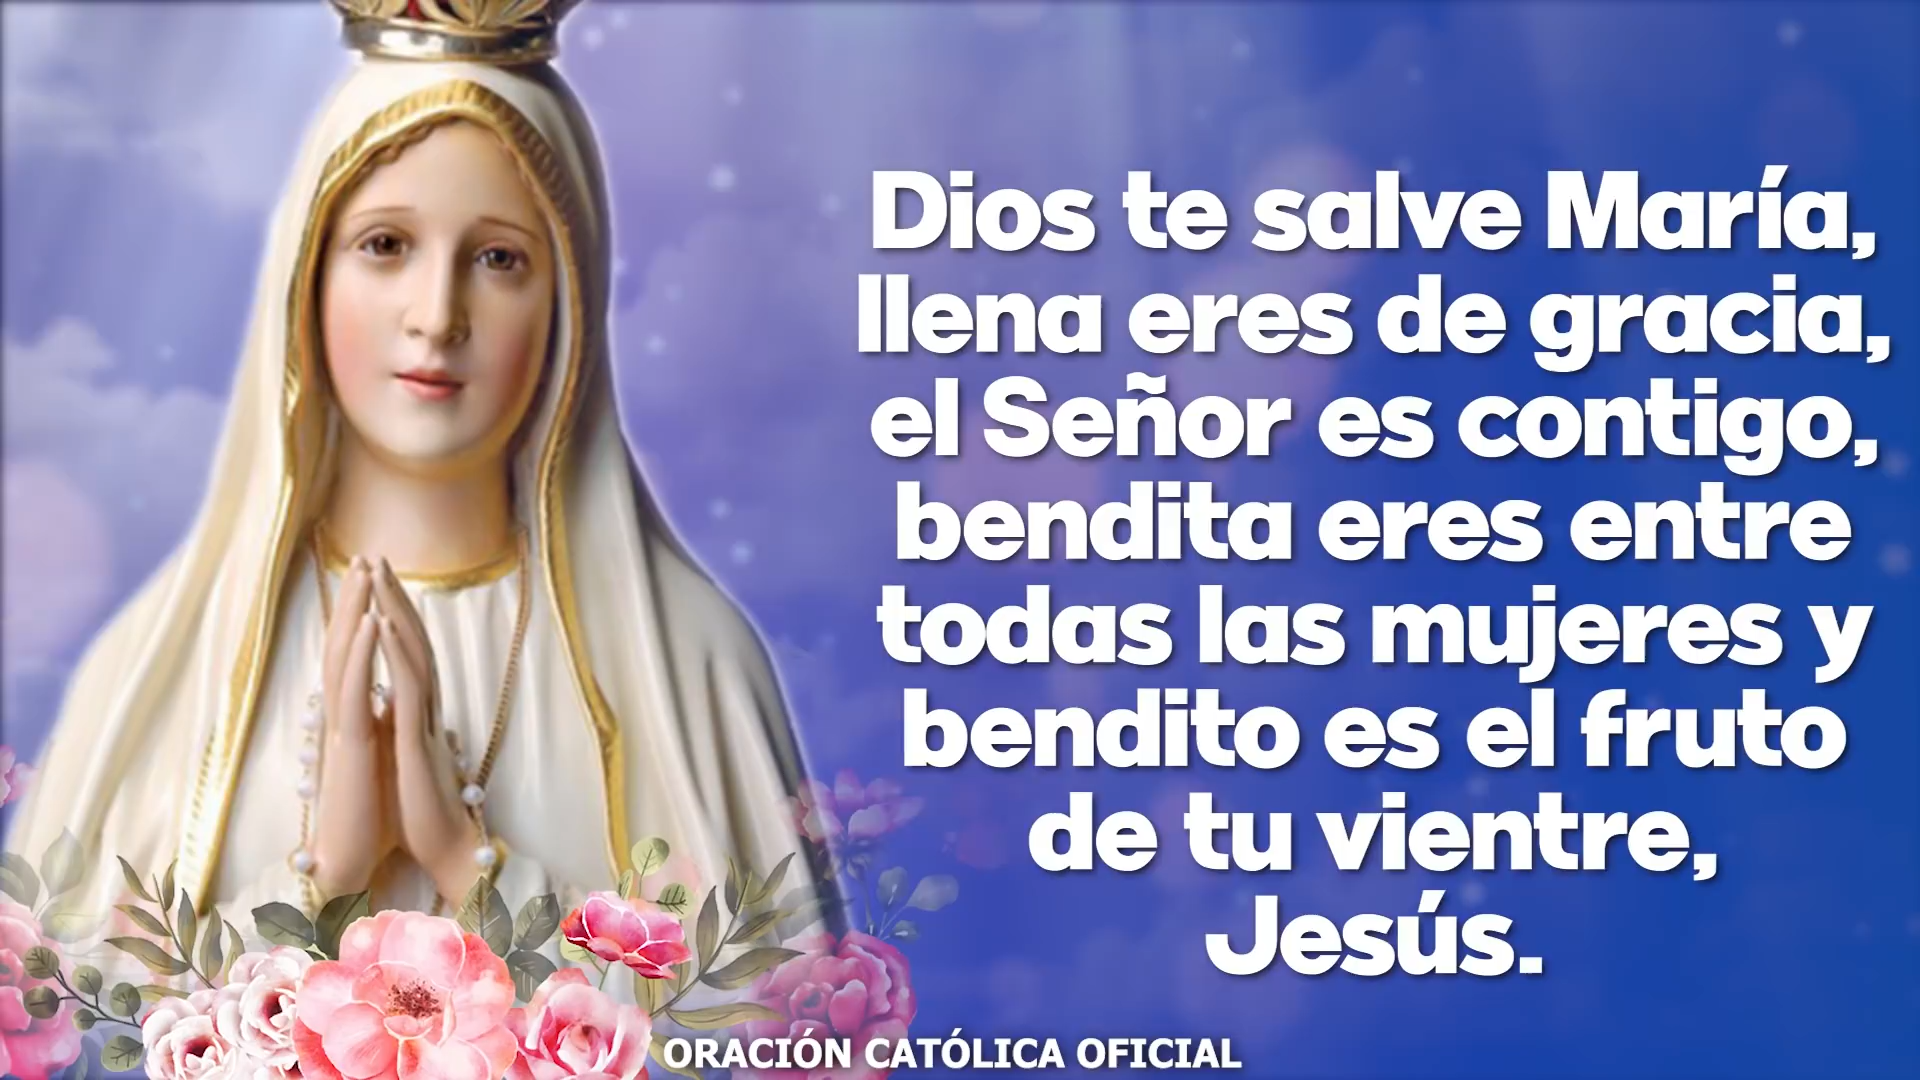 Dios te salve María,
llena eres de gracia,
el Señor es contigo,
bendita eres entre
todas las mujeres y
bendito es el fruto
de tu vientre,
Jesús.
ORACIÓN CATÓLICA OFICIAL